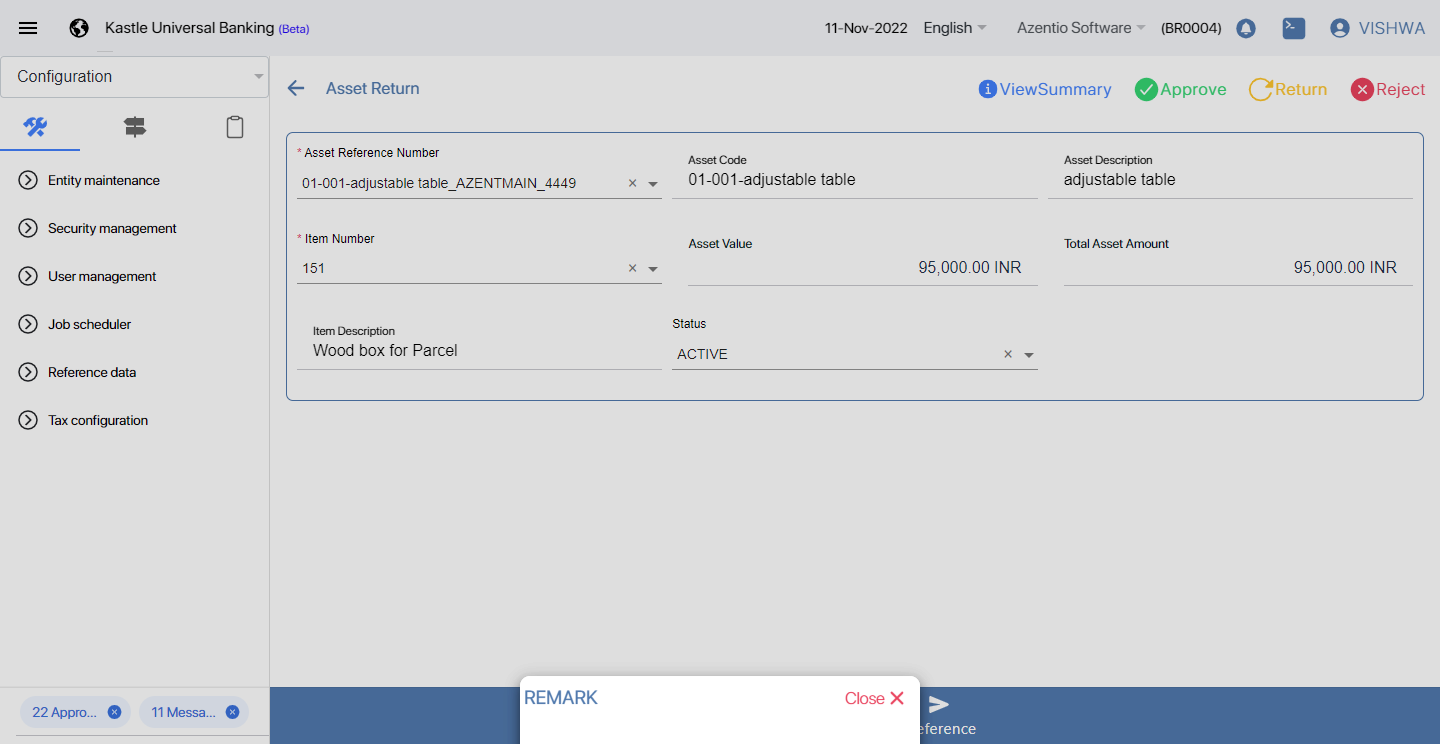 Kastle Universal Banking (Beta)
11-Nov-2022 English Azentio Software (BR0004) VISHWA
Configuration
Entity maintenance
Security management
User management
Job scheduler
Reference data
Tax configuration
22 Appro... 11 Messa...
Asset Return
ViewSummary Approve Return Reject
* Asset Reference Number
01-001-adjustable table_AZENTMAIN_4449
Asset Code
01-001-adjustable table
Asset Description
adjustable table
* Item Number
151
Asset Value
95,000.00 INR
Total Asset Amount
95,000.00 INR
Item Description
Wood box for Parcel
Status
ACTIVE
REMARK Close
eference